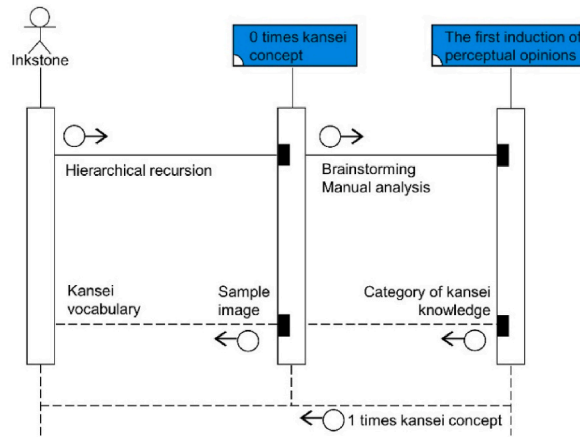 Inkstone
0 times kansei
concept
The first induction of
perceptual opinions
Hierarchical recursion
Brainstorming
Manual analysis
Kansei
vocabulary
Sample
image
Category of kansei
knowledge
1 times kansei concept